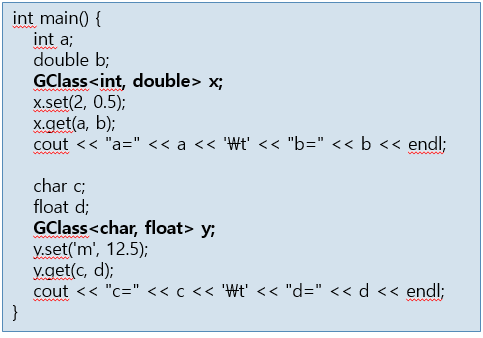 int main() {
int a;
double b;
GClass<int, double> x;
x.set(2, 0.5);
x.get(a, b);
cout << "a=" << a << '₩t' << "b=" << b << endl;
char c;
float d;
GClass<char, float> y;
y.set('m', 12.5);
y.get(c, d);
cout << "c=" << c << '₩t' << "d=" << d << endl;
}